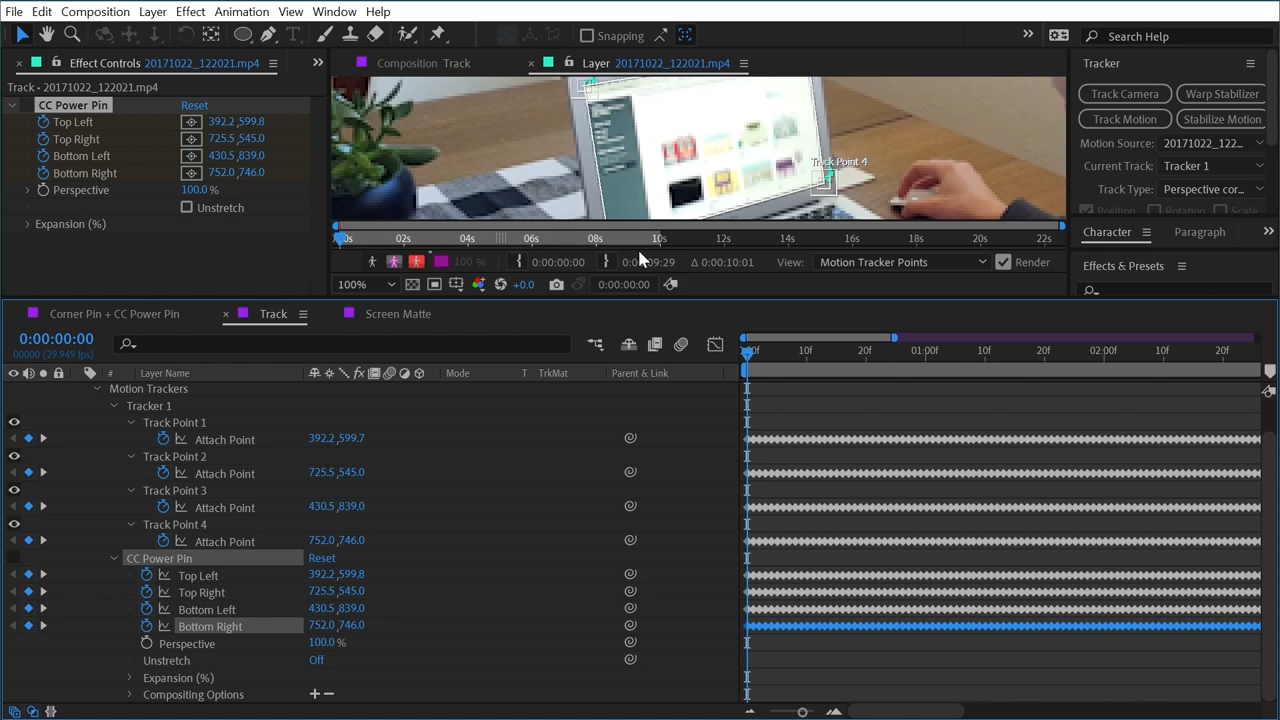 File Edit Composition Layer Effect Animation View Window Help
Snapping Search Help
Effect Controls 20171022_122021.mp4
Composition Track
Layer 20171022_122021.mp4
Tracker
Track • 20171022_122021.mp4
CC Power Pin Reset
Top Left 392.2,599.8
Top Right 725.5,545.0
Bottom Left 430.5,839.0
Bottom Right 752.0,746.0
Perspective 100.0 %
Unstretch
Expansion (%)
Track Point 4
02s 04s 06s 08s 10s 12s 14s 16s 18s 20s 22s
100 % 0:00:00:00 Δ 0:00:10:01 View: Motion Tracker Points Render
100% +0.0 0:00:00:00
Track Camera Warp Stabilizer
Track Motion Stabilize Motion
Motion Source: 20171022_122...
Current Track: Tracker 1
Track Type: Perspective cor...
Position Rotation Scale
Character Paragraph
Effects & Presets
Corner Pin + CC Power Pin Track Screen Matte
0:00:00:00
00000 (29.949 fps)
10f 20f 01:00f 10f 20f 02:00f 10f 20f
# Layer Name Mode T TrkMat Parent & Link
Motion Trackers
Tracker 1
Track Point 1
Attach Point 392.2,599.7
Track Point 2
Attach Point 725.5,545.0
Track Point 3
Attach Point 430.5,839.0
Track Point 4
Attach Point 752.0,746.0
CC Power Pin Reset
Top Left 392.2,599.8
Top Right 725.5,545.0
Bottom Left 430.5,839.0
Bottom Right 752.0,746.0
Perspective 100.0 %
Unstretch Off
Expansion (%)
Compositing Options